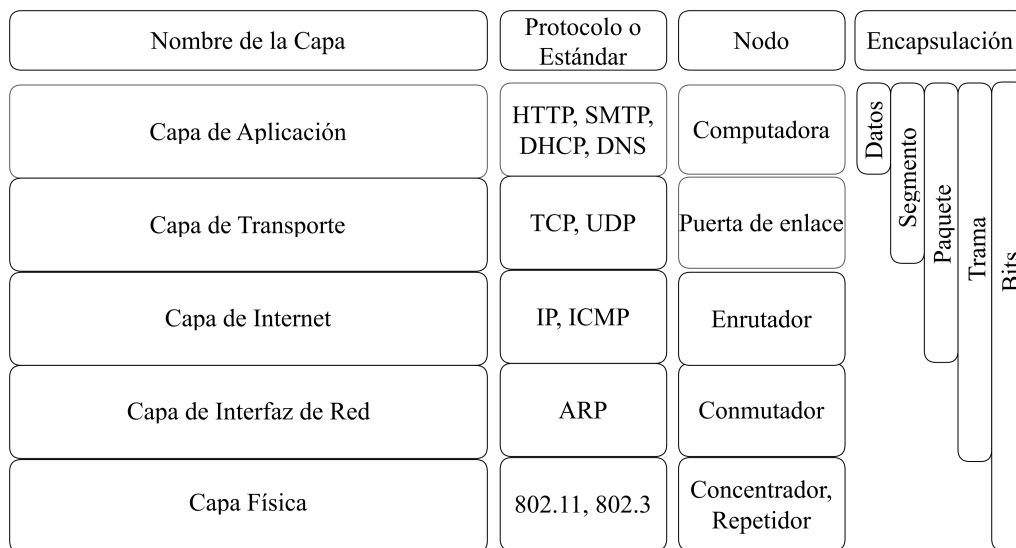 Nombre de la Capa
Protocolo o
Estándar
Nodo
Encapsulación
Capa de Aplicación
HTTP, SMTP,
DHCP, DNS
Computadora
Datos
Segmento
Paquete
Trama
Bits
Capa de Transporte
TCP, UDP
Puerta de enlace
Capa de Internet
IP, ICMP
Enrutador
Capa de Interfaz de Red
ARP
Conmutador
Capa Física
802.11, 802.3
Concentrador,
Repetidor